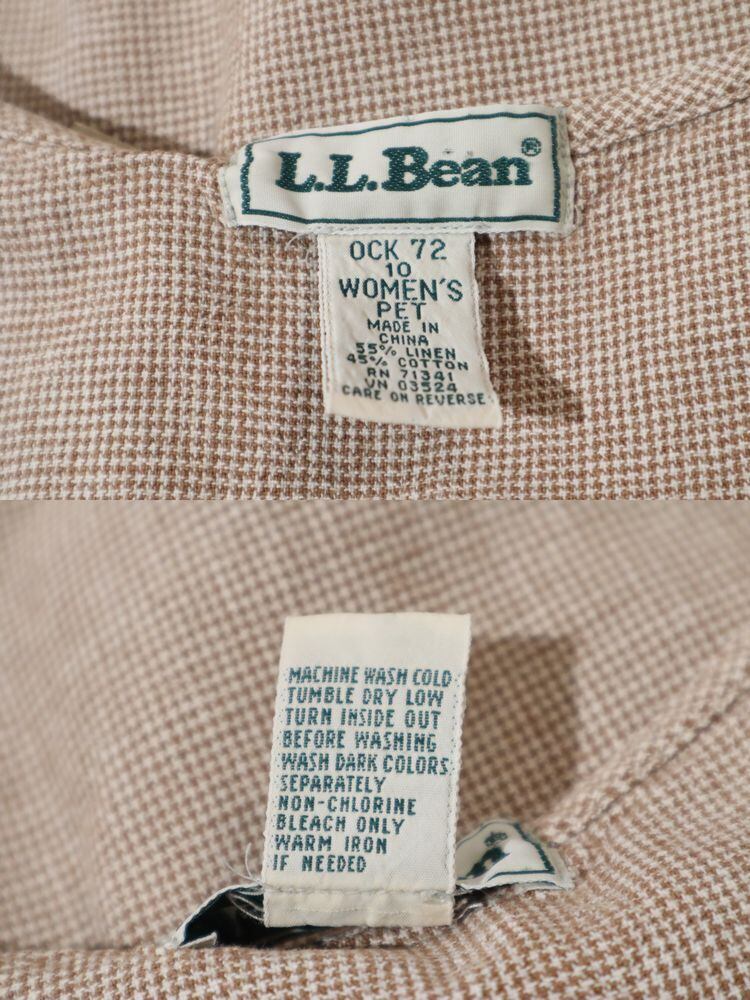 L.L.Bean®
OCK 72
10
WOMEN'S
PET
MADE IN
CHINA
55% LINEN
45% COTTON
RN 71341
VN 03524
CARE ON REVERSE
MACHINE WASH COLD
TUMBLE DRY LOW
TURN INSIDE OUT
BEFORE WASHING
WASH DARK COLORS
SEPARATELY
NON-CHLORINE
BLEACH ONLY
WARM IRON
IF NEEDED